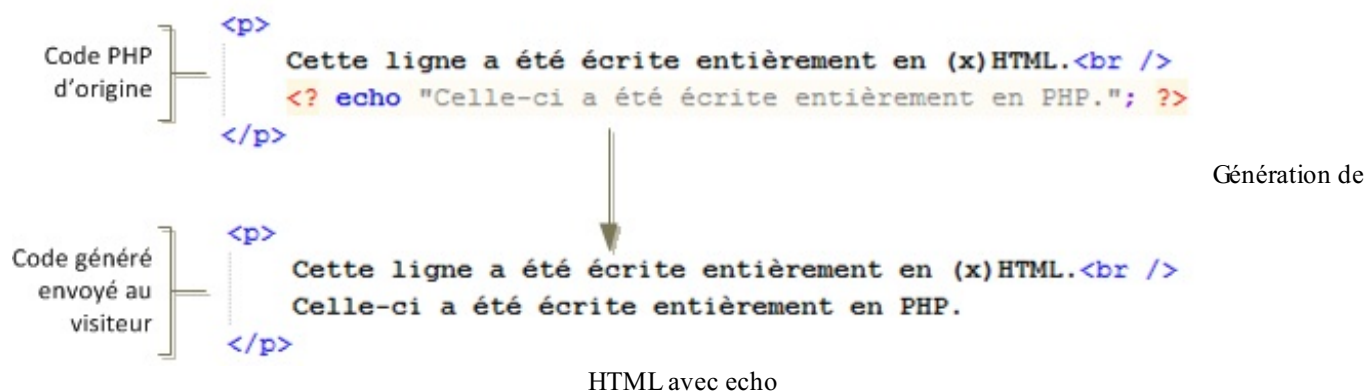 <p>
Code PHP
d'origine
Cette ligne a été écrite entièrement en (x)HTML.<br />
<? echo "Celle-ci a été écrite entièrement en PHP."; ?>
</p>
Génération de
<p>
Code généré
envoyé au
visiteur
Cette ligne a été écrite entièrement en (x)HTML.<br />
Celle-ci a été écrite entièrement en PHP.
</p>
HTML avec echo